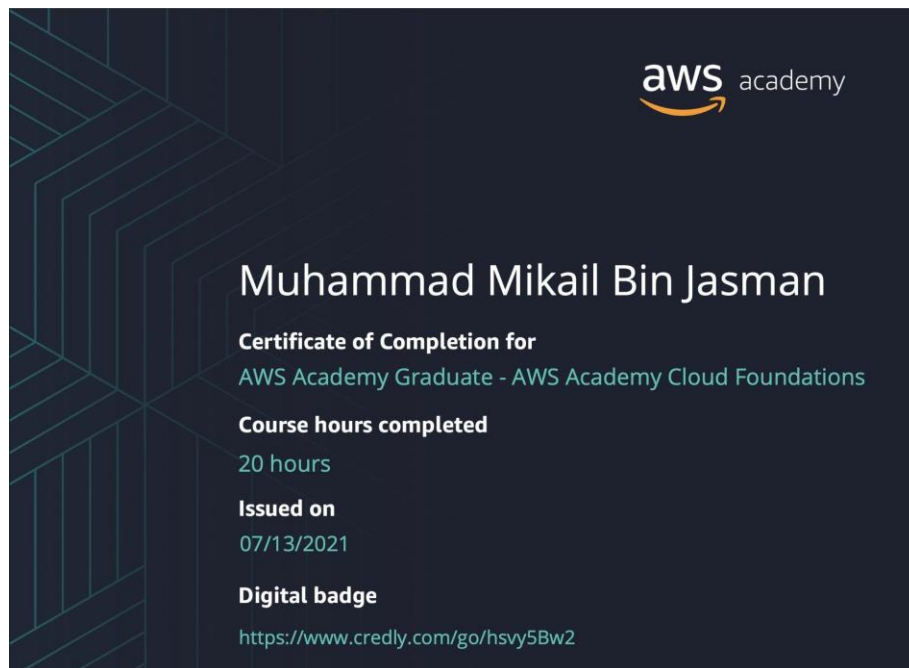 aws academy
Muhammad Mikail Bin Jasman
Certificate of Completion for
AWS Academy Graduate - AWS Academy Cloud Foundations
Course hours completed
20 hours
Issued on
07/13/2021
Digital badge
https://www.credly.com/go/hsvy5Bw2